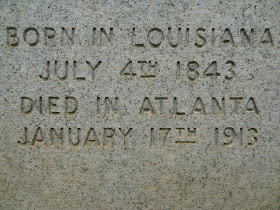 BORN IN LOUISIANA
JULY 4TH 1843
DIED IN ATLANTA
JANUARY 17TH 1913